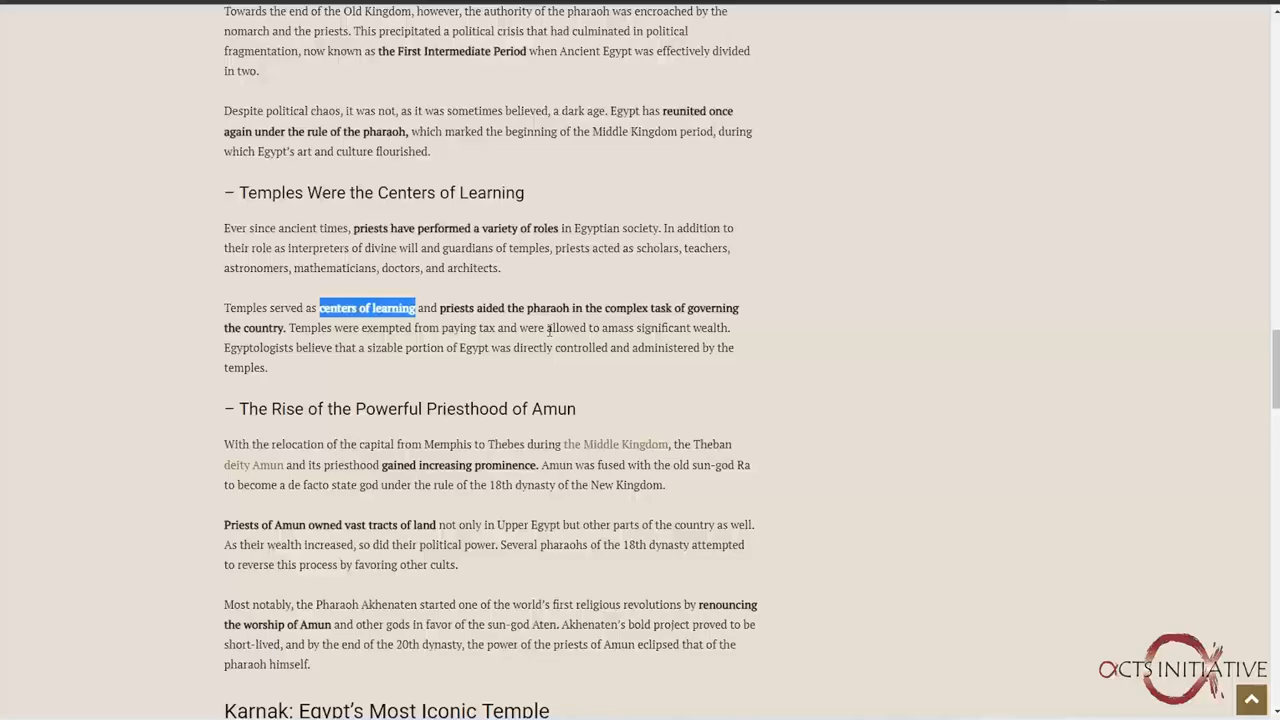 Towards the end of the Old Kingdom, however, the authority of the pharaoh was encroached by the
nomarch and the priests. This precipitated a political crisis that had culminated in political
fragmentation, now known as the First Intermediate Period when Ancient Egypt was effectively divided
in two.
Despite political chaos, it was not, as it was sometimes believed, a dark age. Egypt has reunited once
again under the rule of the pharaoh, which marked the beginning of the Middle Kingdom period, during
which Egypt's art and culture flourished.
– Temples Were the Centers of Learning
Ever since ancient times, priests have performed a variety of roles in Egyptian society. In addition to
their role as interpreters of divine will and guardians of temples, priests acted as scholars, teachers,
astronomers, mathematicians, doctors, and architects.
Temples served as centers of learning and priests aided the pharaoh in the complex task of governing
the country. Temples were exempted from paying tax and were allowed to amass significant wealth.
Egyptologists believe that a sizable portion of Egypt was directly controlled and administered by the
temples.
– The Rise of the Powerful Priesthood of Amun
With the relocation of the capital from Memphis to Thebes during the Middle Kingdom, the Theban
deity Amun and its priesthood gained increasing prominence. Amun was fused with the old sun-god Ra
to become a de facto state god under the rule of the 18th dynasty of the New Kingdom.
Priests of Amun owned vast tracts of land not only in Upper Egypt but other parts of the country as well.
As their wealth increased, so did their political power. Several pharaohs of the 18th dynasty attempted
to reverse this process by favoring other cults.
Most notably, the Pharaoh Akhenaten started one of the world's first religious revolutions by renouncing
the worship of Amun and other gods in favor of the sun-god Aten. Akhenaten's bold project proved to be
short-lived, and by the end of the 20th dynasty, the power of the priests of Amun eclipsed that of the
pharaoh himself.
αCTS INITIATIVE
Karnak: Egypt's Most Iconic Temple